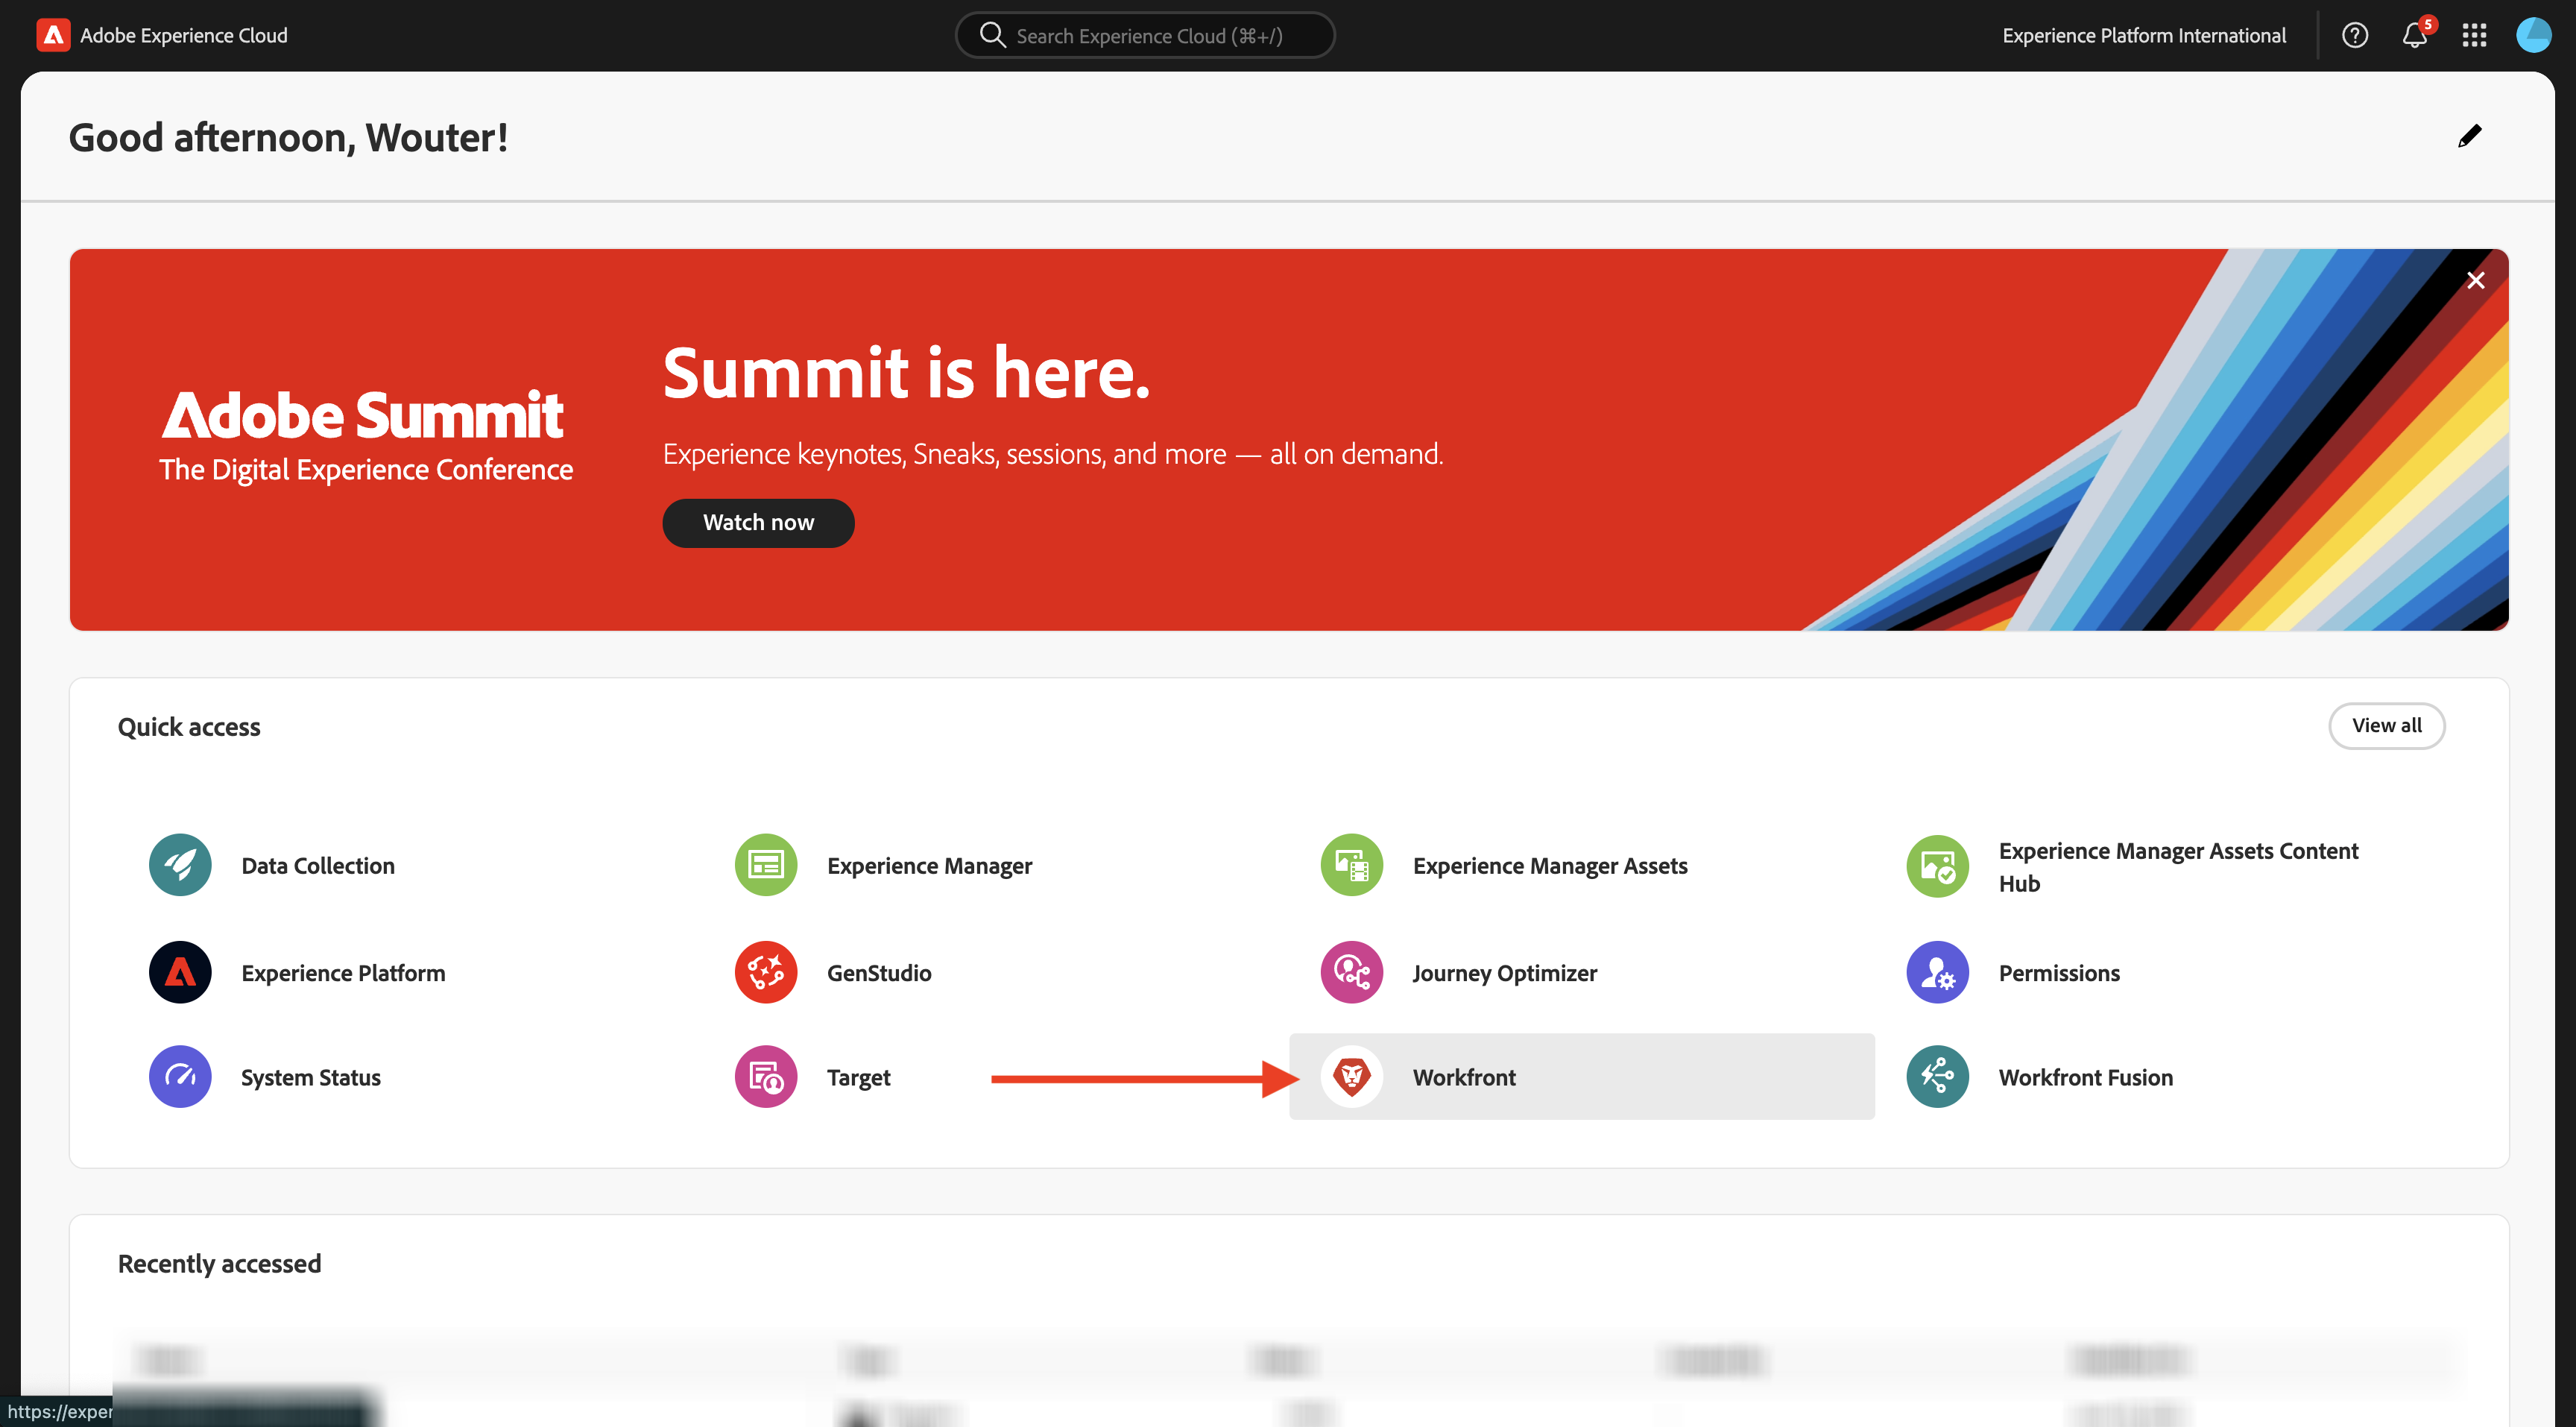 Adobe Experience Cloud
Search Experience Cloud (⌘+/)
Experience Platform International
5
Good afternoon, Wouter!
Adobe Summit
The Digital Experience Conference
Summit is here.
Experience keynotes, Sneaks, sessions, and more — all on demand.
Watch now
Quick access
View all
Data Collection
Experience Manager
Experience Manager Assets
Experience Manager Assets Content
Hub
Experience Platform
GenStudio
Journey Optimizer
Permissions
System Status
Target
Workfront
Workfront Fusion
Recently accessed
https://exper